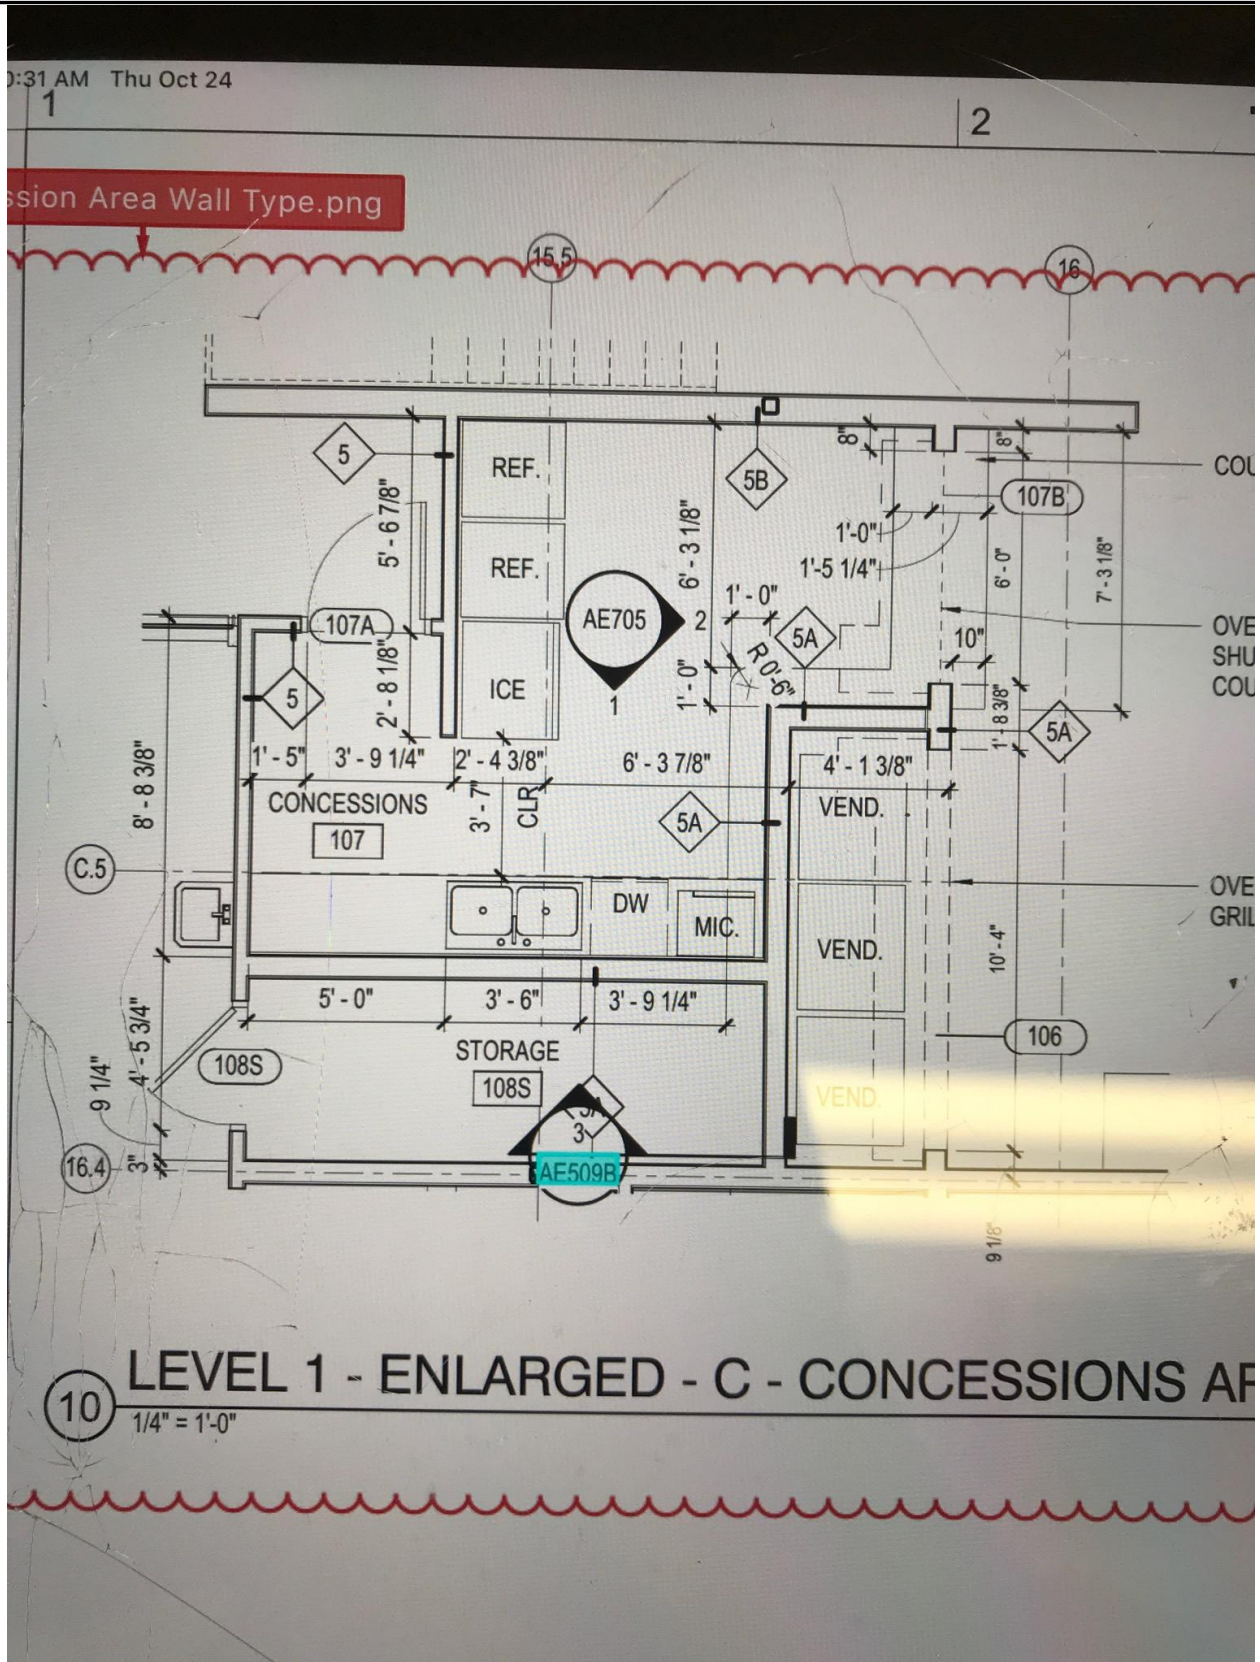 0:31 AM Thu Oct 24
1
2
ssion Area Wall Type.png
15.5
16
5
REF.
5B
8"
8"
COU
107B
5' - 6 7/8"
6' - 3 1/8"
1'-0"
1'-5 1/4"
6' - 0"
7' - 3 1/8"
REF.
AE705
2
1
1' - 0"
5A
107A
OVE
SHU
COU
10"
R 0'-6"
1'- 0"
2' - 8 1/8"
ICE
5
1'- 8 3/8"
5A
8' - 8 3/8"
1' - 5"
3' - 9 1/4"
2' - 4 3/8"
6' - 3 7/8"
4' - 1 3/8"
CONCESSIONS
107
3' - 7"
CLR
5A
VEND.
C.5
DW
MIC.
VEND.
OVE
GRIL
10' - 4"
5' - 0"
3' - 6"
3' - 9 1/4"
4' - 5 3/4"
9 1/4"
108S
STORAGE
108S
106
VEND.
5A
3
AE509B
16.4
3"
9 1/8"
10
LEVEL 1 - ENLARGED - C - CONCESSIONS AR
1/4" = 1'-0"